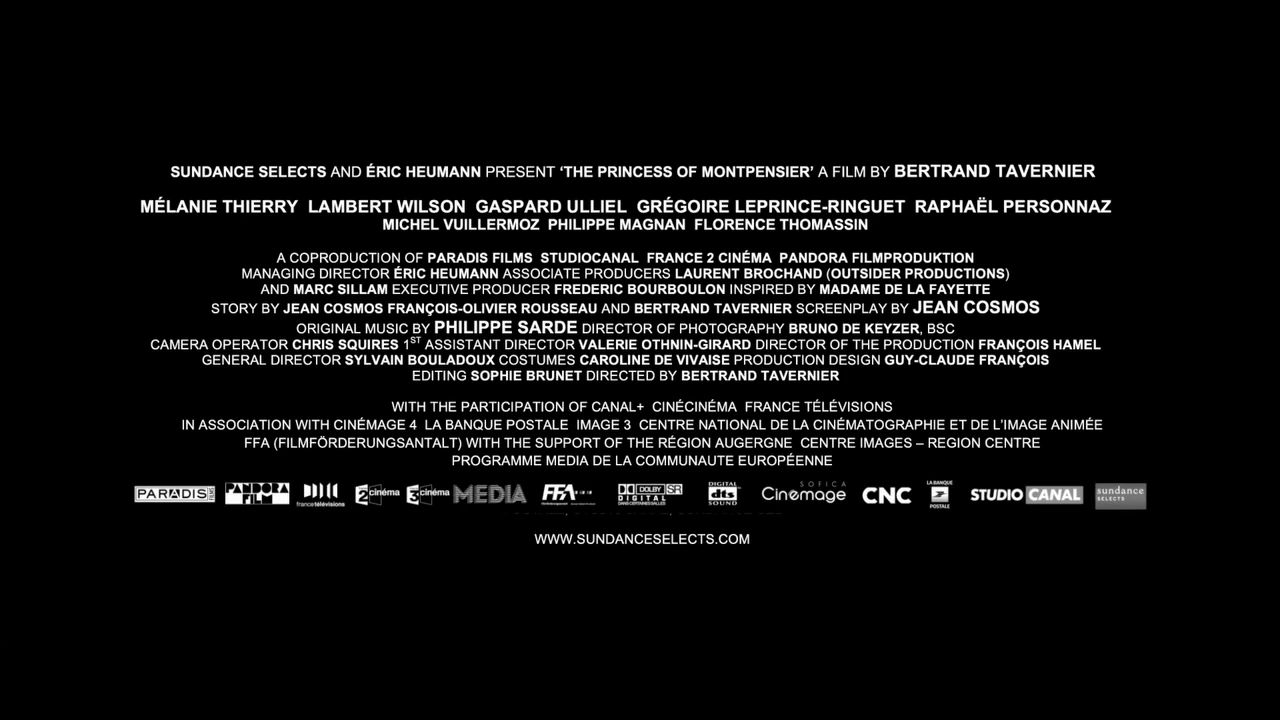 SUNDANCE SELECTS AND ÉRIC HEUMANN PRESENT ‘THE PRINCESS OF MONTPENSIER’ A FILM BY BERTRAND TAVERNIER
MÉLANIE THIERRY LAMBERT WILSON GASPARD ULLIEL GRÉGOIRE LEPRINCE-RINGUET RAPHAËL PERSONNAZ
MICHEL VUILLERMOZ PHILIPPE MAGNAN FLORENCE THOMASSIN
A COPRODUCTION OF PARADIS FILMS STUDIOCANAL FRANCE 2 CINÉMA PANDORA FILMPRODUKTION
MANAGING DIRECTOR ÉRIC HEUMANN ASSOCIATE PRODUCERS LAURENT BROCHAND (OUTSIDER PRODUCTIONS)
AND MARC SILLAM EXECUTIVE PRODUCER FREDERIC BOURBOULON INSPIRED BY MADAME DE LA FAYETTE
STORY BY JEAN COSMOS FRANÇOIS-OLIVIER ROUSSEAU AND BERTRAND TAVERNIER SCREENPLAY BY JEAN COSMOS
ORIGINAL MUSIC BY PHILIPPE SARDE DIRECTOR OF PHOTOGRAPHY BRUNO DE KEYZER, BSC
CAMERA OPERATOR CHRIS SQUIRES 1ST ASSISTANT DIRECTOR VALERIE OTHNIN-GIRARD DIRECTOR OF THE PRODUCTION FRANÇOIS HAMEL
GENERAL DIRECTOR SYLVAIN BOULADOUX COSTUMES CAROLINE DE VIVAISE PRODUCTION DESIGN GUY-CLAUDE FRANÇOIS
EDITING SOPHIE BRUNET DIRECTED BY BERTRAND TAVERNIER
WITH THE PARTICIPATION OF CANAL+ CINÉCINÉMA FRANCE TÉLÉVISIONS
IN ASSOCIATION WITH CINÉMAGE 4 LA BANQUE POSTALE IMAGE 3 CENTRE NATIONAL DE LA CINÉMATOGRAPHIE ET DE L’IMAGE ANIMÉE
FFA (FILMFÖRDERUNGSANTALT) WITH THE SUPPORT OF THE RÉGION AUGERGNE CENTRE IMAGES – REGION CENTRE
PROGRAMME MEDIA DE LA COMMUNAUTE EUROPÉENNE
PARADIS FILMS PANDORA FILM francetélévisions 2cinéma 3cinéma MEDIA FFA DOLBY SR DIGITAL DANS CERTAINES SALLES DIGITAL dts SOUND SOFICA Cinémage CNC LA BANQUE POSTALE STUDIO CANAL sundance SELECTS
WWW.SUNDANCESELECTS.COM